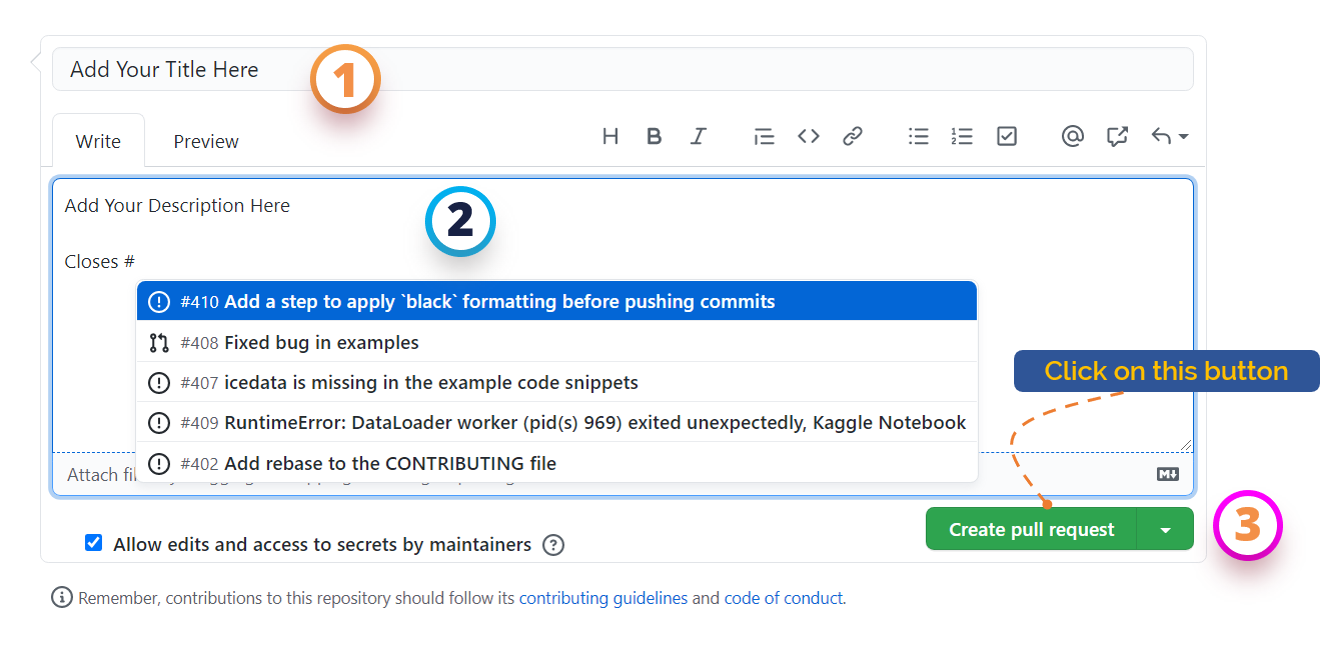 Add Your Title Here
1
Write
Preview
Add Your Description Here
2
Closes #
#410 Add a step to apply `black` formatting before pushing commits
#408 Fixed bug in examples
#407 icedata is missing in the example code snippets
#409 RuntimeError: DataLoader worker (pid(s) 969) exited unexpectedly, Kaggle Notebook
#402 Add rebase to the CONTRIBUTING file
Click on this button
Attach
Create pull request
3
Allow edits and access to secrets by maintainers
Remember, contributions to this repository should follow its contributing guidelines and code of conduct.